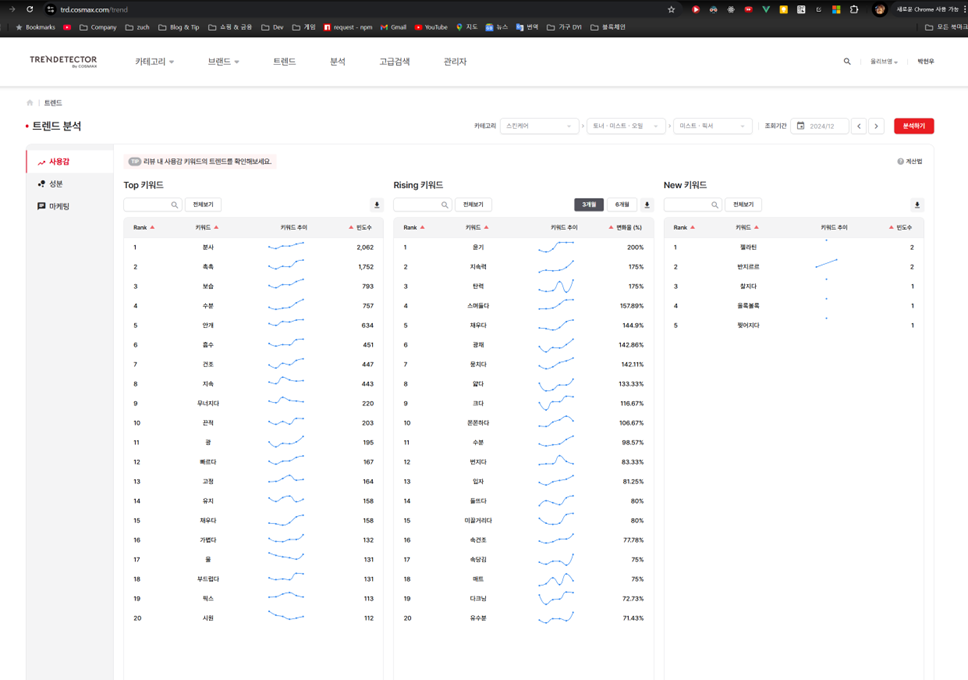 trd.cosmax.com/trend
새로운 Chrome 사용 가능
Bookmarks Company zuch Blog & Tip 쇼핑 & 금융 Dev 게임 request - npm Gmail YouTube 지도 뉴스 번역 가구 DYI 블록체인 모든 북마크
TRENDETECTOR
By COSMAX
카테고리 브랜드 트렌드 분석 고급검색 관리자
올리브영 박현우
트렌드
트렌드 분석
카테고리 스킨케어 토너 · 미스트 · 오일 미스트 · 픽서 조회기간 2024/12 분석하기
사용감
성분
마케팅
TIP 리뷰 내 사용감 키워드의 트렌드를 확인해보세요.
계산법
Top 키워드
전체보기
Rank 키워드 키워드 추이 빈도수
1 분사 2,062
2 촉촉 1,752
3 보습 793
4 수분 757
5 안개 634
6 흡수 451
7 건조 447
8 지속 443
9 무너지다 220
10 끈적 203
11 광 195
12 빠르다 167
13 고정 164
14 유지 158
15 채우다 158
16 가볍다 132
17 물 131
18 부드럽다 131
19 픽스 113
20 시원 112
Rising 키워드
전체보기 3개월 6개월
Rank 키워드 키워드 추이 변화율 (%)
1 윤기 200%
2 지속력 175%
3 탄력 175%
4 스며들다 157.89%
5 채우다 144.9%
6 광채 142.86%
7 뭉치다 142.11%
8 얇다 133.33%
9 크다 116.67%
10 쫀쫀하다 106.67%
11 수분 98.57%
12 번지다 83.33%
13 입자 81.25%
14 들뜨다 80%
15 미끌거리다 80%
16 속건조 77.78%
17 속당김 75%
18 매트 75%
19 다크닝 72.73%
20 유수분 71.43%
New 키워드
전체보기
Rank 키워드 키워드 추이 빈도수
1 젤라틴 2
2 반지르르 2
3 찰지다 1
4 울룩불룩 1
5 찢어지다 1